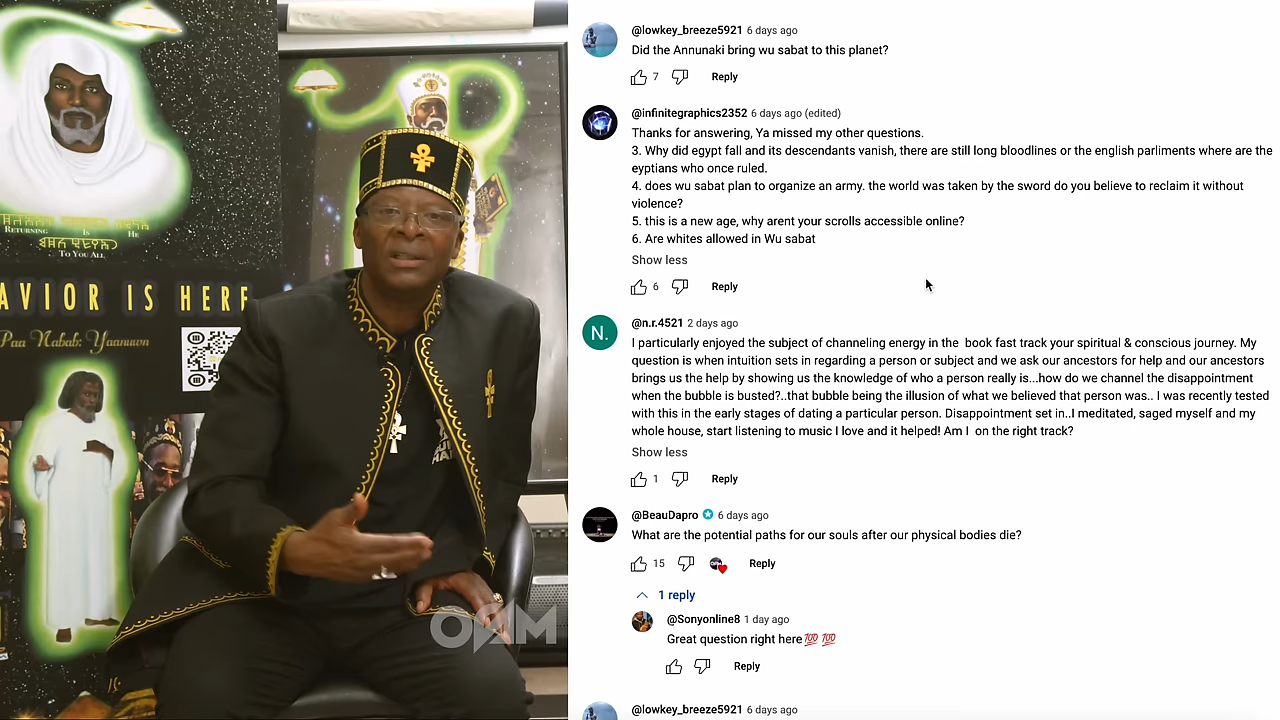 RETURNING IS HE
TO YOU ALL
AVIOR IS HERE
Paa Nabab: Yaanuwn
OAM
@lowkey_breeze5921 6 days ago
Did the Annunaki bring wu sabat to this planet?
7 Reply
@infinitegraphics2352 6 days ago (edited)
Thanks for answering, Ya missed my other questions.
3. Why did egypt fall and its descendants vanish, there are still long bloodlines or the english parliments where are the
eyptians who once ruled.
4. does wu sabat plan to organize an army. the world was taken by the sword do you believe to reclaim it without
violence?
5. this is a new age, why arent your scrolls accessible online?
6. Are whites allowed in Wu sabat
Show less
6 Reply
N.
@n.r.4521 2 days ago
I particularly enjoyed the subject of channeling energy in the book fast track your spiritual & conscious journey. My
question is when intuition sets in regarding a person or subject and we ask our ancestors for help and our ancestors
brings us the help by showing us the knowledge of who a person really is...how do we channel the disappointment
when the bubble is busted?..that bubble being the illusion of what we believed that person was.. I was recently tested
with this in the early stages of dating a particular person. Disappointment set in..I meditated, saged myself and my
whole house, start listening to music I love and it helped! Am I on the right track?
Show less
1 Reply
@BeauDapro 6 days ago
What are the potential paths for our souls after our physical bodies die?
15 Reply
1 reply
@Sonyonline8 1 day ago
Great question right here💯 💯
Reply
@lowkey_breeze5921 6 days ago